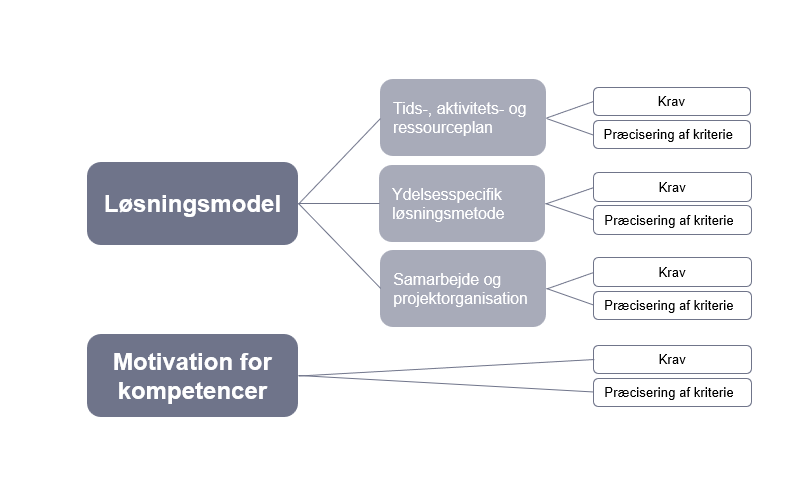 Løsningsmodel
Tids-, aktivitets- og
ressourceplan
Krav
Præcisering af kriterie
Ydelsesspecifik
løsningsmetode
Krav
Præcisering af kriterie
Samarbejde og
projektorganisation
Krav
Præcisering af kriterie
Motivation for
kompetencer
Krav
Præcisering af kriterie